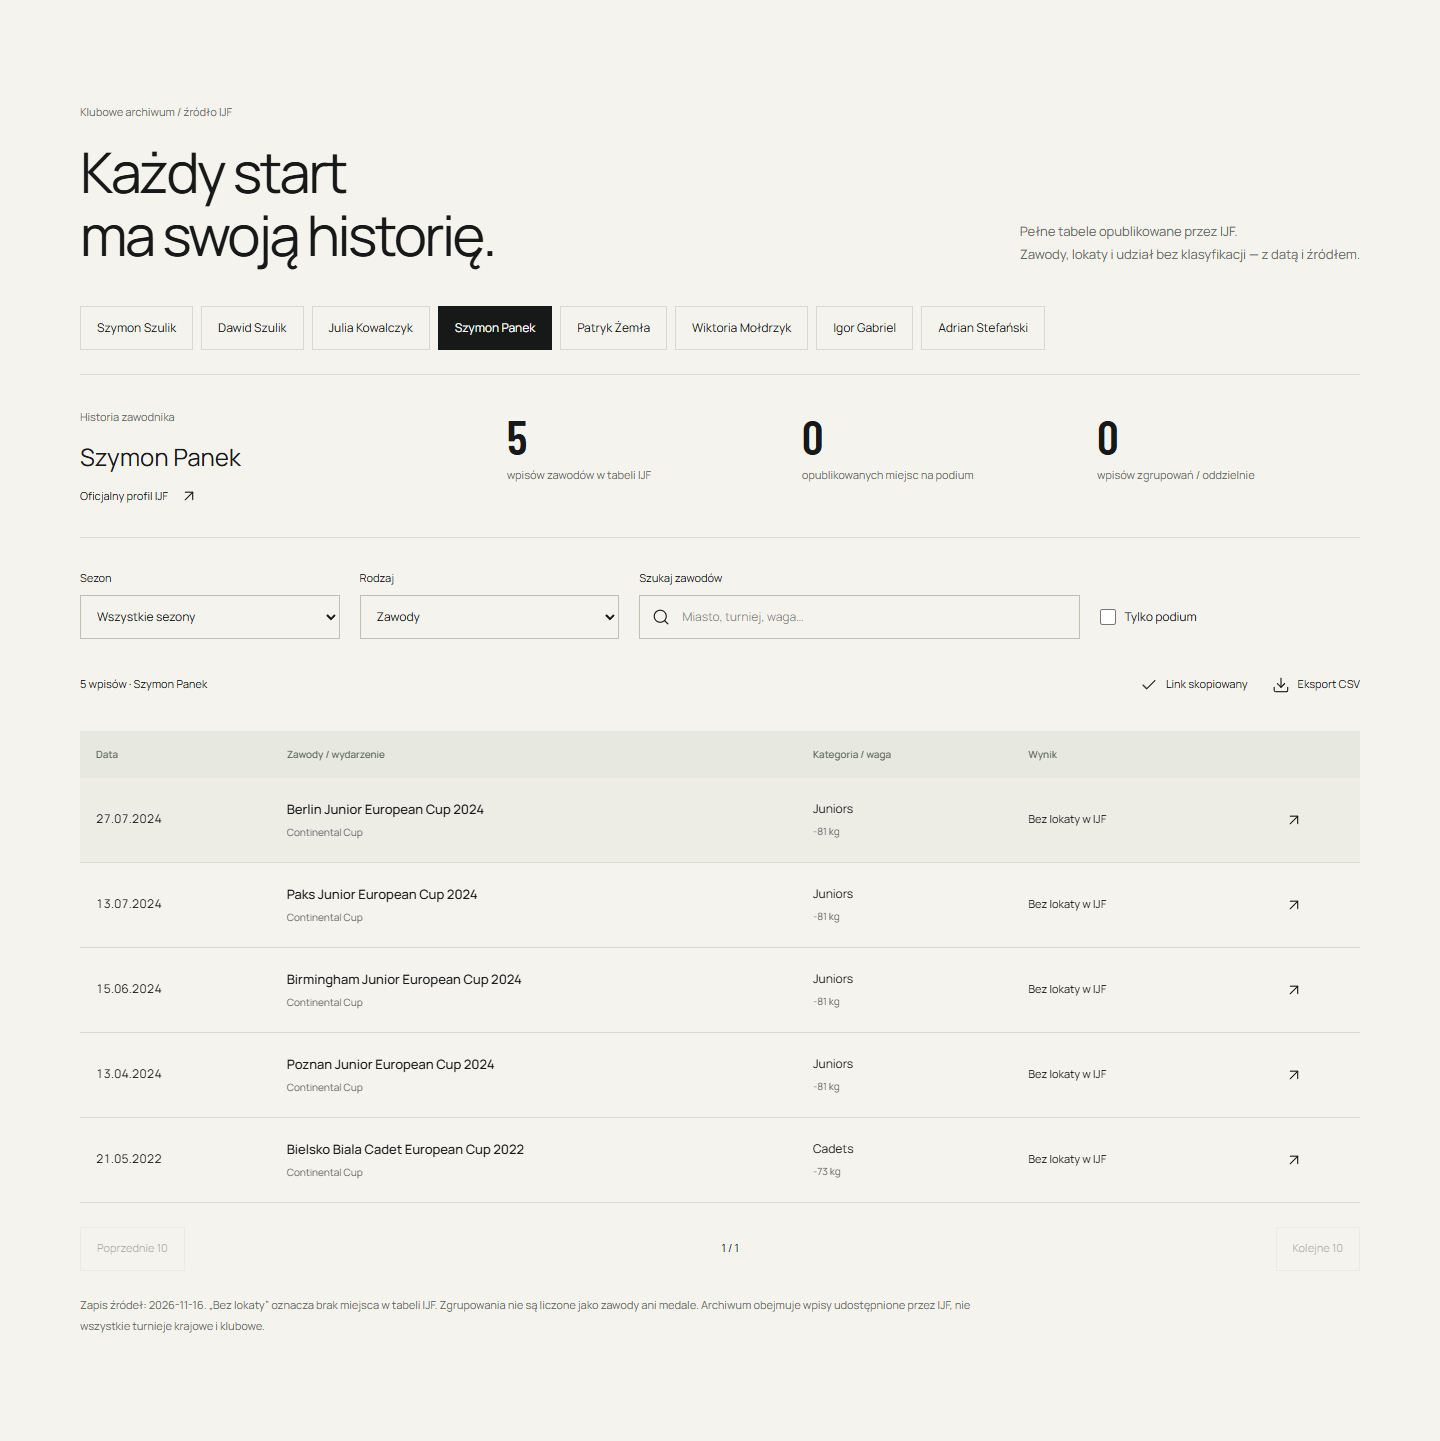 Klubowe archiwum / źródło IJF
Każdy start
ma swoją historię.
Pełne tabele opublikowane przez IJF.
Zawody, lokaty i udział bez klasyfikacji — z datą i źródłem.
Szymon Szulik
Dawid Szulik
Julia Kowalczyk
Szymon Panek
Patryk Żemła
Wiktoria Mołdrzyk
Igor Gabriel
Adrian Stefański
Historia zawodnika
Szymon Panek
Oficjalny profil IJF
5
wpisów zawodów w tabeli IJF
0
opublikowanych miejsc na podium
0
wpisów zgrupowań / oddzielnie
Sezon
Wszystkie sezony
Rodzaj
Zawody
Szukaj zawodów
Miasto, turniej, waga…
Tylko podium
5 wpisów · Szymon Panek
Link skopiowany
Eksport CSV
Data
Zawody / wydarzenie
Kategoria / waga
Wynik
27.07.2024
Berlin Junior European Cup 2024
Continental Cup
Juniors
-81 kg
Bez lokaty w IJF
13.07.2024
Paks Junior European Cup 2024
Continental Cup
Juniors
-81 kg
Bez lokaty w IJF
15.06.2024
Birmingham Junior European Cup 2024
Continental Cup
Juniors
-81 kg
Bez lokaty w IJF
13.04.2024
Poznan Junior European Cup 2024
Continental Cup
Juniors
-81 kg
Bez lokaty w IJF
21.05.2022
Bielsko Biala Cadet European Cup 2022
Continental Cup
Cadets
-73 kg
Bez lokaty w IJF
Poprzednie 10
1 / 1
Kolejne 10
Zapis źródeł: 2026-11-16. „Bez lokaty” oznacza brak miejsca w tabeli IJF. Zgrupowania nie są liczone jako zawody ani medale. Archiwum obejmuje wpisy udostępnione przez IJF, nie
wszystkie turnieje krajowe i klubowe.